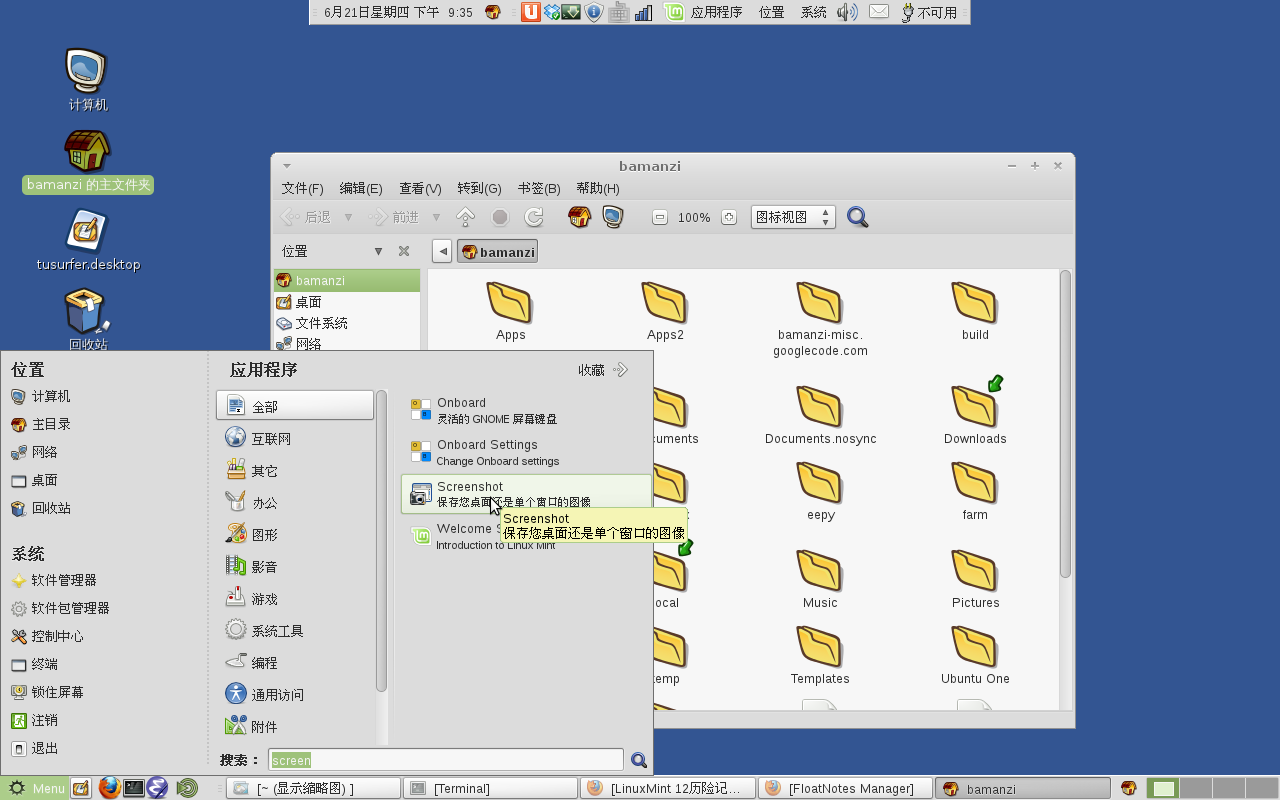 6月21日星期四 下午 9:35
应用程序 位置 系统
不可用
计算机
bamanzi 的主文件夹
tusurfer.desktop
回收站
bamanzi
文件(F) 编辑(E) 查看(V) 转到(G) 书签(B) 帮助(H)
后退 前进 100% 图标视图
位置
bamanzi
bamanzi
桌面
文件系统
网络
Apps
Apps2
bamanzi-misc.
googlecode.com
build
cuments
Documents.nosync
Downloads
eepy
farm
ocal
Music
Pictures
emp
Templates
Ubuntu One
位置
计算机
主目录
网络
桌面
回收站
系统
软件管理器
软件包管理器
控制中心
终端
锁住屏幕
注销
退出
应用程序
收藏
全部
互联网
其它
办公
图形
影音
游戏
系统工具
编程
通用访问
附件
Onboard
灵活的 GNOME 屏幕键盘
Onboard Settings
Change Onboard settings
Screenshot
保存您桌面还是单个窗口的图像
Welcome S
Introduction to Linux Mint
Screenshot
保存您桌面还是单个窗口的图像
搜索：
screen
Menu
[~ (显示缩略图) ]
[Terminal]
[LinuxMint 12历险记…
[FloatNotes Manager]
bamanzi